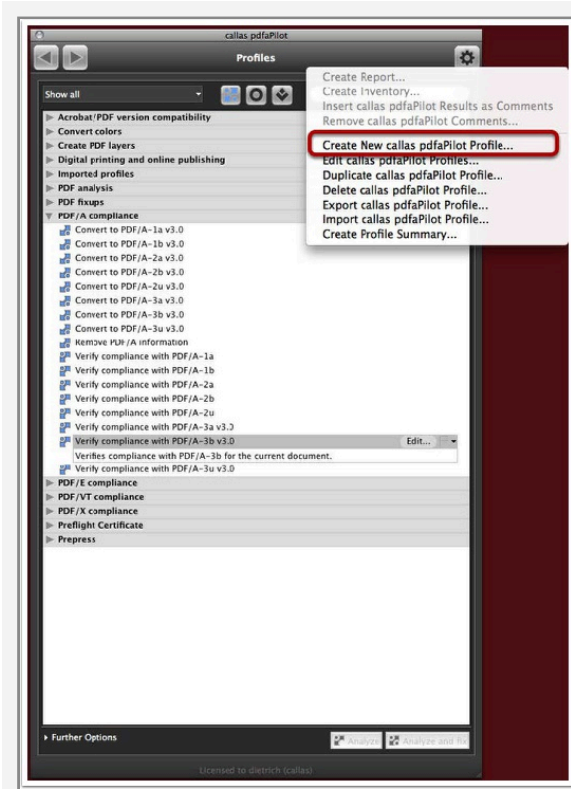 callas pdfaPilot
Profiles
Create Report...
Create Inventory...
Insert callas pdfaPilot Results as Comments
Remove callas pdfaPilot Comments...
Create New callas pdfaPilot Profile...
Edit callas pdfaPilot Profiles...
Duplicate callas pdfaPilot Profile...
Delete callas pdfaPilot Profile...
Export callas pdfaPilot Profile...
Import callas pdfaPilot Profile...
Create Profile Summary...
Show all
Acrobat/PDF version compatibility
Convert colors
Create PDF layers
Digital printing and online publishing
Imported profiles
PDF analysis
PDF fixups
PDF/A compliance
Convert to PDF/A-1a v3.0
Convert to PDF/A-1b v3.0
Convert to PDF/A-2a v3.0
Convert to PDF/A-2b v3.0
Convert to PDF/A-2u v3.0
Convert to PDF/A-3a v3.0
Convert to PDF/A-3b v3.0
Convert to PDF/A-3u v3.0
Remove PDF/A information
Verify compliance with PDF/A-1a
Verify compliance with PDF/A-1b
Verify compliance with PDF/A-2a
Verify compliance with PDF/A-2b
Verify compliance with PDF/A-2u
Verify compliance with PDF/A-3a v3.0
Verify compliance with PDF/A-3b v3.0 Edit...
Verifies compliance with PDF/A-3b for the current document.
Verify compliance with PDF/A-3u v3.0
PDF/E compliance
PDF/VT compliance
PDF/X compliance
Preflight Certificate
Prepress
Further Options
Analyze Analyze and fix
Licensed to dietrich (callas)